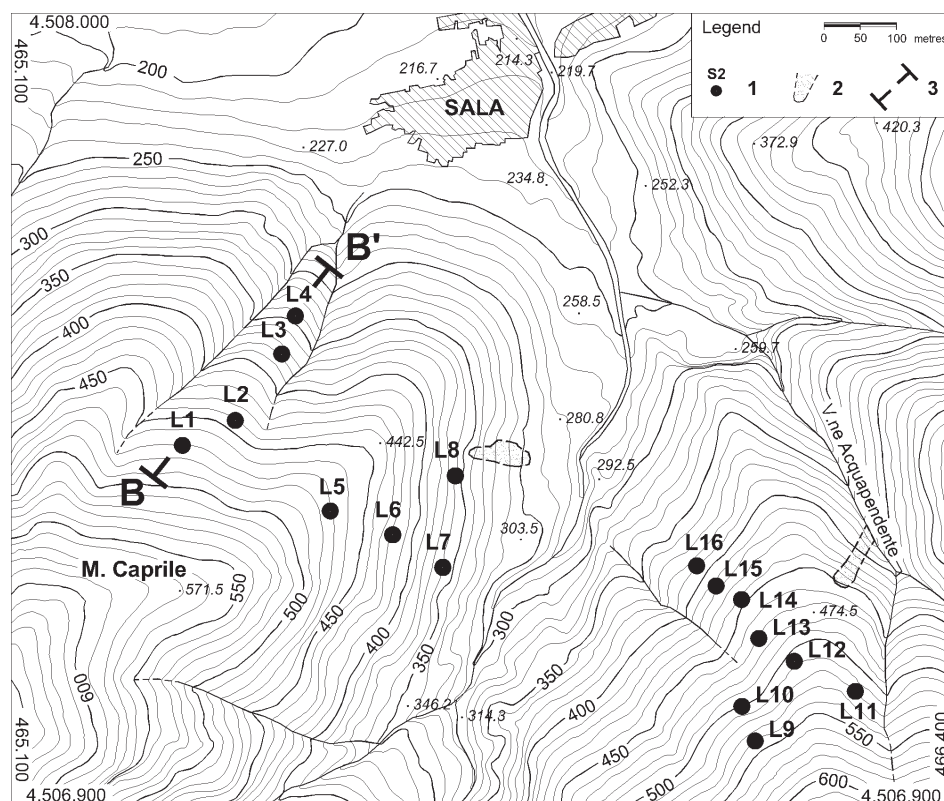 4.508.000
465.100
200
216.7
214.3
219.7
SALA
Legend
0 50 100 metres
S2
1
2
3
420.3
372.9
227.0
250
234.8
252.3
300
B'
350
L4
258.5
400
L3
259.7
450
L2
L1
280.8
442.5
L8
V.ne Acquapendente
292.5
B
L5
L6
303.5
L7
L16
M. Caprile
571.5
550
L15
L14
474.5
500
450
400
350
300
L13
L12
350
600
400
L10
L11
346.2
314.3
L9
550
450
500
600
465.100
466.400
4.506.900
4.506.900